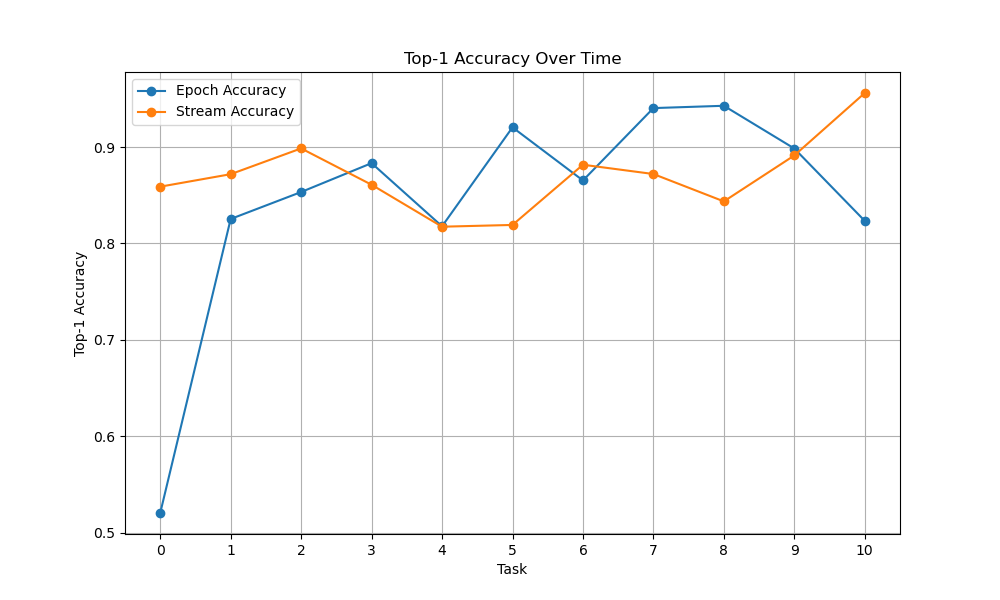 Top-1 Accuracy Over Time
Epoch Accuracy
Stream Accuracy
Top-1 Accuracy
0.9
0.8
0.7
0.6
0.5
0 1 2 3 4 5 6 7 8 9 10
Task